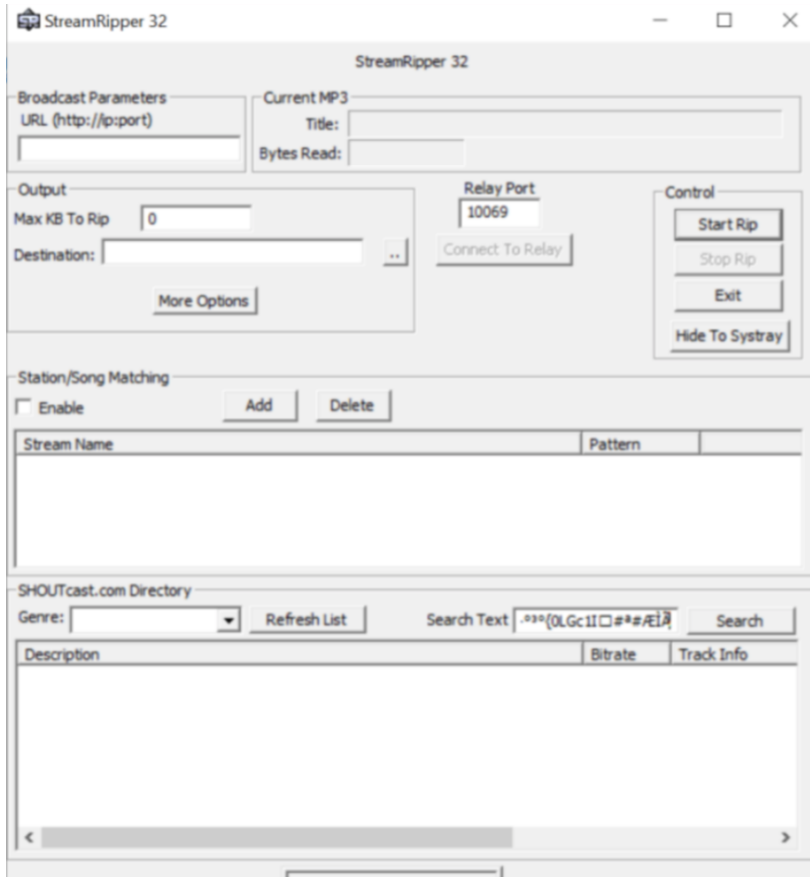 StreamRipper 32
StreamRipper 32
Broadcast Parameters
URL (http://ip:port)
Current MP3
Title:
Bytes Read:
Output
Max KB To Rip 0
Destination: ..
More Options
Relay Port
10069
Connect To Relay
Control
Start Rip
Stop Rip
Exit
Hide To Systray
Station/Song Matching
Enable Add Delete
Stream Name Pattern
SHOUTcast.com Directory
Genre: Refresh List Search Text Search
Description Bitrate Track Info